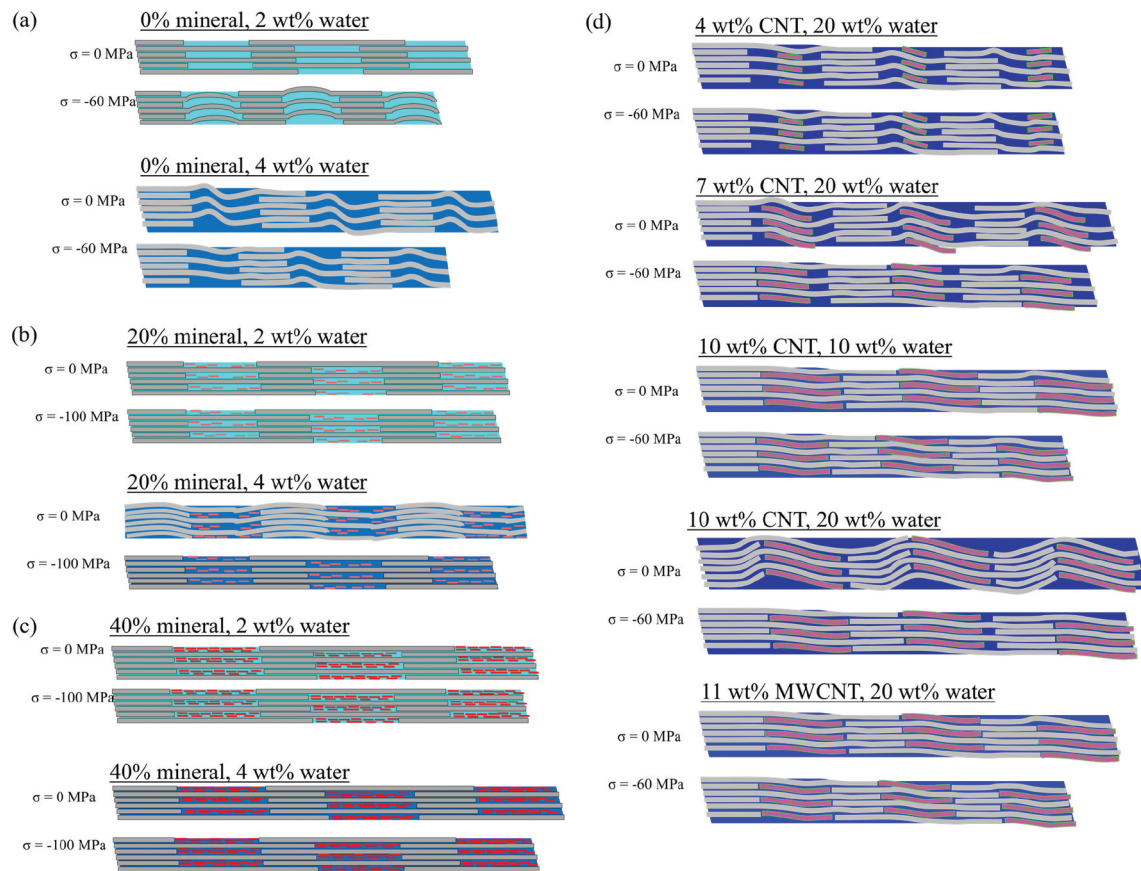 (a)
0% mineral, 2 wt% water
σ = 0 MPa
σ = -60 MPa
0% mineral, 4 wt% water
σ = 0 MPa
σ = -60 MPa
(b)
20% mineral, 2 wt% water
σ = 0 MPa
σ = -100 MPa
20% mineral, 4 wt% water
σ = 0 MPa
σ = -100 MPa
(c)
40% mineral, 2 wt% water
σ = 0 MPa
σ = -100 MPa
40% mineral, 4 wt% water
σ = 0 MPa
σ = -100 MPa
(d)
4 wt% CNT, 20 wt% water
σ = 0 MPa
σ = -60 MPa
7 wt% CNT, 20 wt% water
σ = 0 MPa
σ = -60 MPa
10 wt% CNT, 10 wt% water
σ = 0 MPa
σ = -60 MPa
10 wt% CNT, 20 wt% water
σ = 0 MPa
σ = -60 MPa
11 wt% MWCNT, 20 wt% water
σ = 0 MPa
σ = -60 MPa